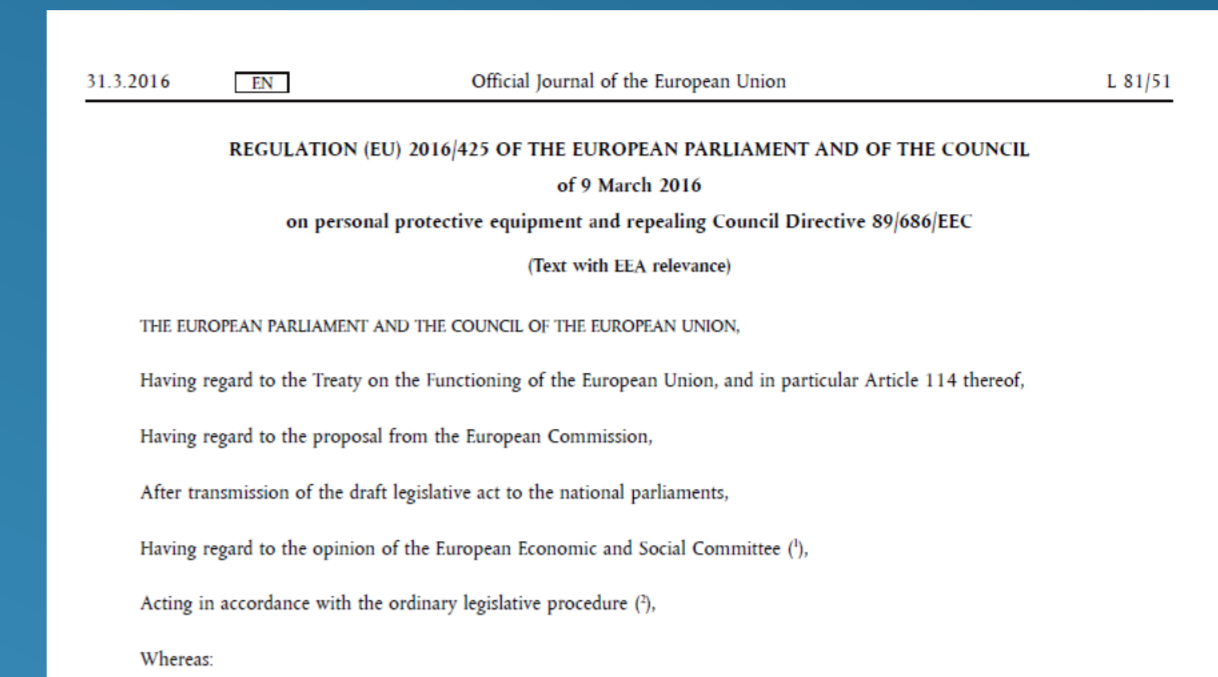 31.3.2016 EN Official Journal of the European Union L 81/51
REGULATION (EU) 2016/425 OF THE EUROPEAN PARLIAMENT AND OF THE COUNCIL
of 9 March 2016
on personal protective equipment and repealing Council Directive 89/686/EEC
(Text with EEA relevance)
THE EUROPEAN PARLIAMENT AND THE COUNCIL OF THE EUROPEAN UNION,
Having regard to the Treaty on the Functioning of the European Union, and in particular Article 114 thereof,
Having regard to the proposal from the European Commission,
After transmission of the draft legislative act to the national parliaments,
Having regard to the opinion of the European Economic and Social Committee (¹),
Acting in accordance with the ordinary legislative procedure (²),
Whereas: